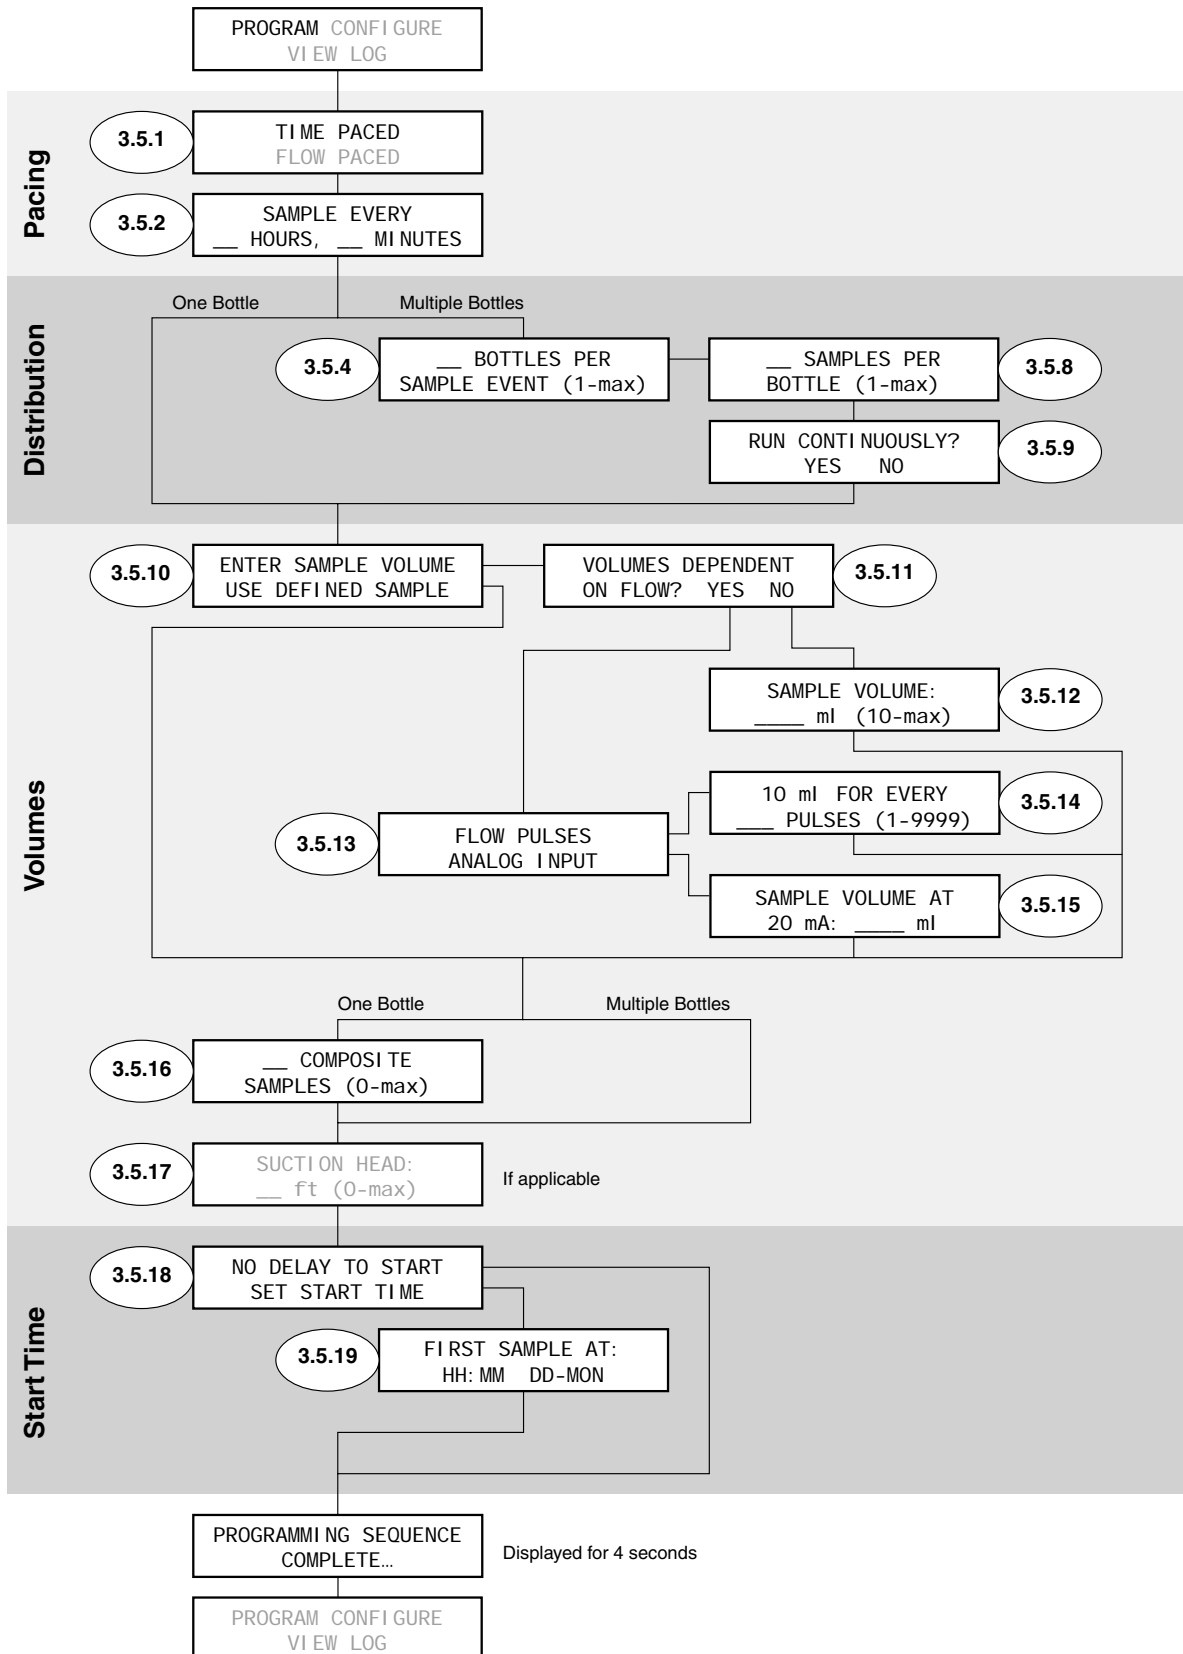 PROGRAM CONFIGURE
VIEW LOG
Pacing
3.5.1
TIME PACED
FLOW PACED
3.5.2
SAMPLE EVERY
__ HOURS, __ MINUTES
Distribution
One Bottle
Multiple Bottles
3.5.4
__ BOTTLES PER
SAMPLE EVENT (1-max)
__ SAMPLES PER
BOTTLE (1-max)
3.5.8
RUN CONTINUOUSLY?
YES NO
3.5.9
Volumes
3.5.10
ENTER SAMPLE VOLUME
USE DEFINED SAMPLE
VOLUMES DEPENDENT
ON FLOW? YES NO
3.5.11
SAMPLE VOLUME:
____ ml (10-max)
3.5.12
10 ml FOR EVERY
___ PULSES (1-9999)
3.5.14
3.5.13
FLOW PULSES
ANALOG INPUT
SAMPLE VOLUME AT
20 mA: ____ ml
3.5.15
One Bottle
Multiple Bottles
3.5.16
__ COMPOSITE
SAMPLES (0-max)
3.5.17
SUCTION HEAD:
__ ft (0-max)
If applicable
Start Time
3.5.18
NO DELAY TO START
SET START TIME
3.5.19
FIRST SAMPLE AT:
HH:MM DD-MON
PROGRAMMING SEQUENCE
COMPLETE…
Displayed for 4 seconds
PROGRAM CONFIGURE
VIEW LOG